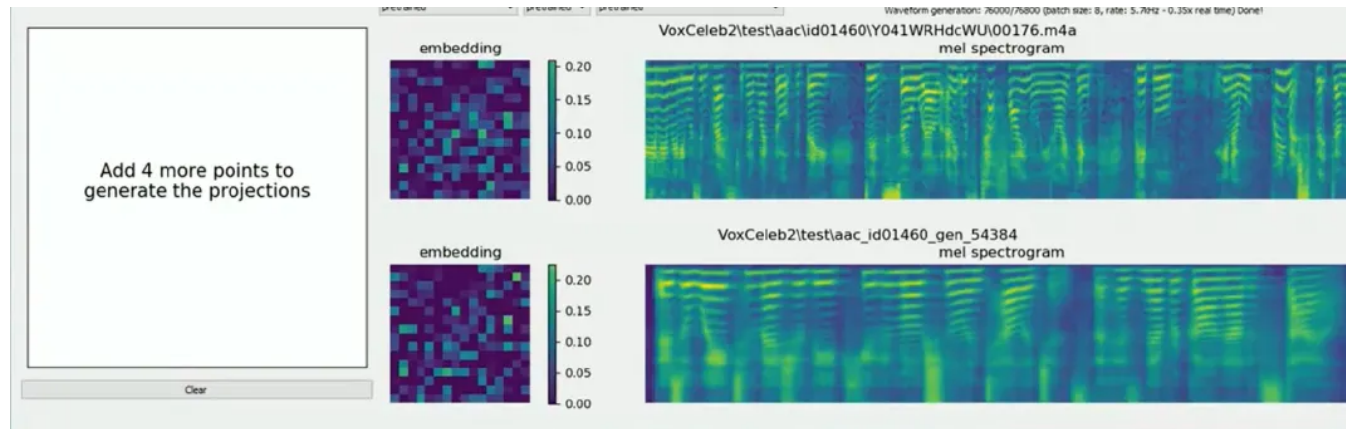 pretrained
pretrained
pretrained
Waveform generation: 76000/76800 (batch size: 8, rate: 5.7kHz - 0.35x real time) Done!
VoxCeleb2\test\aac\id01460\Y041WRHdcWU\00176.m4a
embedding
mel spectrogram
0.20
0.15
0.10
0.05
0.00
Add 4 more points to
generate the projections
VoxCeleb2\test\aac_id01460_gen_54384
embedding
mel spectrogram
0.20
0.15
0.10
0.05
0.00
Clear